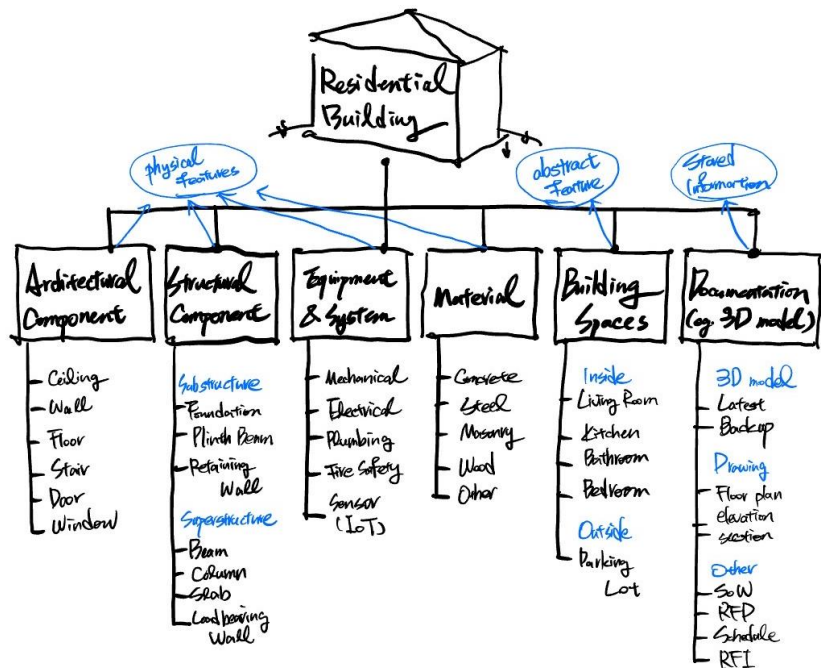 Residential
Building
physical
features
abstract
feature
Stored
Information
Architectural
Component
Structural
Component
Equipment
& System
Material
Building
Spaces
Documentation
(eg. 3D model)
Ceiling
Wall
Floor
Stair
Door
Window
Substructure
Foundation
Plinth Beam
Retaining
Wall
Superstructure
Beam
Column
Slab
Loadbearing
Wall
Mechanical
Electrical
Plumbing
Fire Safety
Sensor
(IoT)
Concrete
Steel
Masonry
Wood
Other
Inside
Living Room
Kitchen
Bathroom
Bedroom
Outside
Parking
Lot
3D model
Latest
Backup
Drawing
Floor plan
elevation
section
Other
SoW
RFP
Schedule
RFI